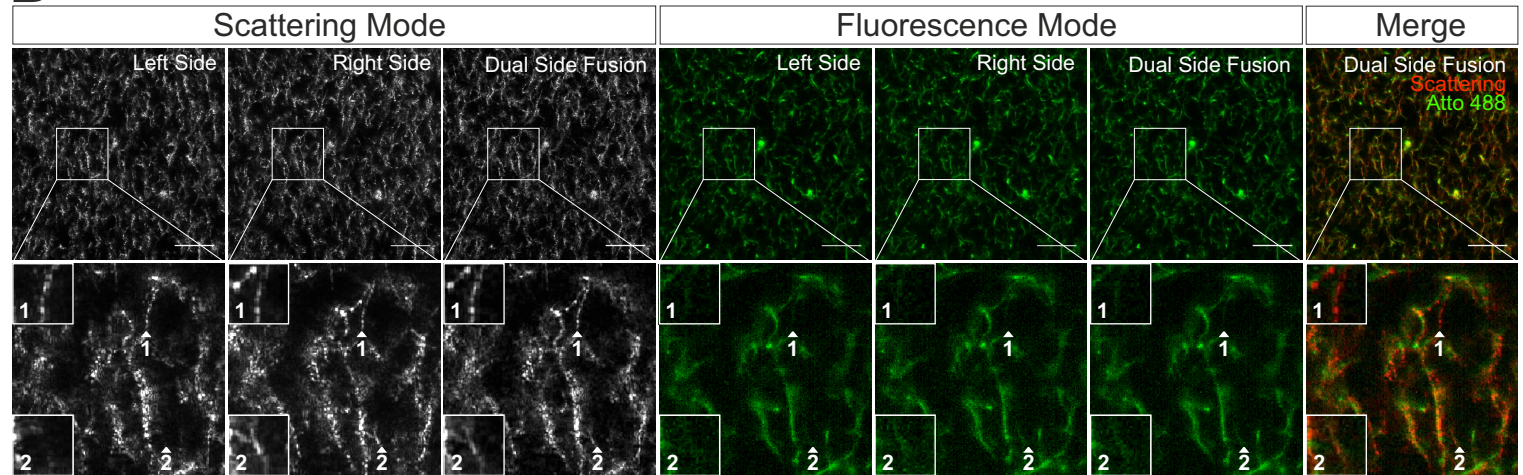 Scattering Mode
Fluorescence Mode
Merge
Left Side
Right Side
Dual Side Fusion
Left Side
Right Side
Dual Side Fusion
Dual Side Fusion
Scattering
Atto 488
1
1
1
1
1
1
1
1
1
1
1
1
1
1
2
2
2
2
2
2
2
2
2
2
2
2
2